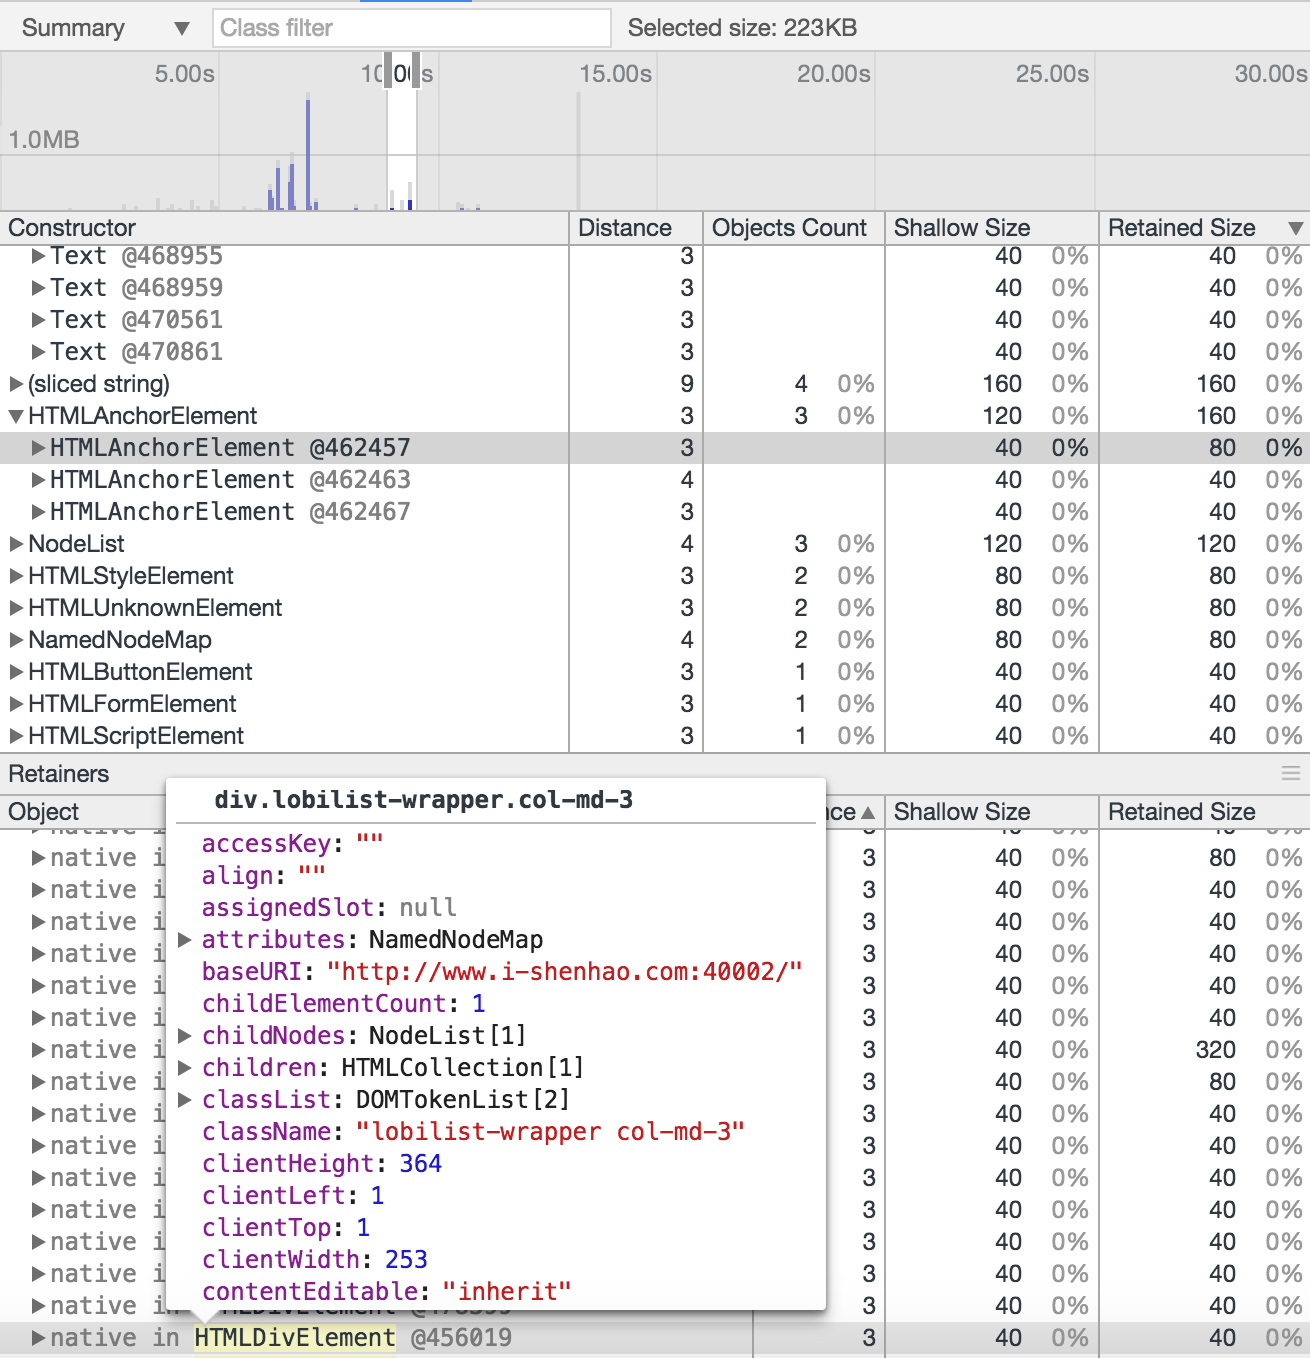 Summary ▼ Class filter Selected size: 223KB
5.00s 10.00s 15.00s 20.00s 25.00s 30.00s
1.0MB
Constructor Distance Objects Count Shallow Size Retained Size ▼
▶Text @468955 3 40 0% 40 0%
▶Text @468959 3 40 0% 40 0%
▶Text @470561 3 40 0% 40 0%
▶Text @470861 3 40 0% 40 0%
▶(sliced string) 9 4 0% 160 0% 160 0%
▼HTMLAnchorElement 3 3 0% 120 0% 160 0%
▶HTMLAnchorElement @462457 3 40 0% 80 0%
▶HTMLAnchorElement @462463 4 40 0% 40 0%
▶HTMLAnchorElement @462467 3 40 0% 40 0%
▶NodeList 4 3 0% 120 0% 120 0%
▶HTMLStyleElement 3 2 0% 80 0% 80 0%
▶HTMLUnknownElement 3 2 0% 80 0% 80 0%
▶NamedNodeMap 4 2 0% 80 0% 80 0%
▶HTMLButtonElement 3 1 0% 40 0% 40 0%
▶HTMLFormElement 3 1 0% 40 0% 40 0%
▶HTMLScriptElement 3 1 0% 40 0% 40 0%
Retainers
Object ce▲ Shallow Size Retained Size
▶native i 3 40 0% 80 0%
▶native i 3 40 0% 40 0%
▶native i 3 40 0% 40 0%
▶native i 3 40 0% 40 0%
▶native i 3 40 0% 40 0%
▶native i 3 40 0% 40 0%
▶native i 3 40 0% 320 0%
▶native i 3 40 0% 80 0%
▶native i 3 40 0% 40 0%
▶native i 3 40 0% 40 0%
▶native i 3 40 0% 40 0%
▶native i 3 40 0% 40 0%
▶native i 3 40 0% 40 0%
▶native i 3 40 0% 40 0%
▶native in 3 40 0% 40 0%
▶native in HTMLDivElement @456019 3 40 0% 40 0%
div.lobilist-wrapper.col-md-3
accessKey: ""
align: ""
assignedSlot: null
▶ attributes: NamedNodeMap
baseURI: "http://www.i-shenhao.com:40002/"
childElementCount: 1
▶ childNodes: NodeList[1]
▶ children: HTMLCollection[1]
▶ classList: DOMTokenList[2]
className: "lobilist-wrapper col-md-3"
clientHeight: 364
clientLeft: 1
clientTop: 1
clientWidth: 253
contentEditable: "inherit"